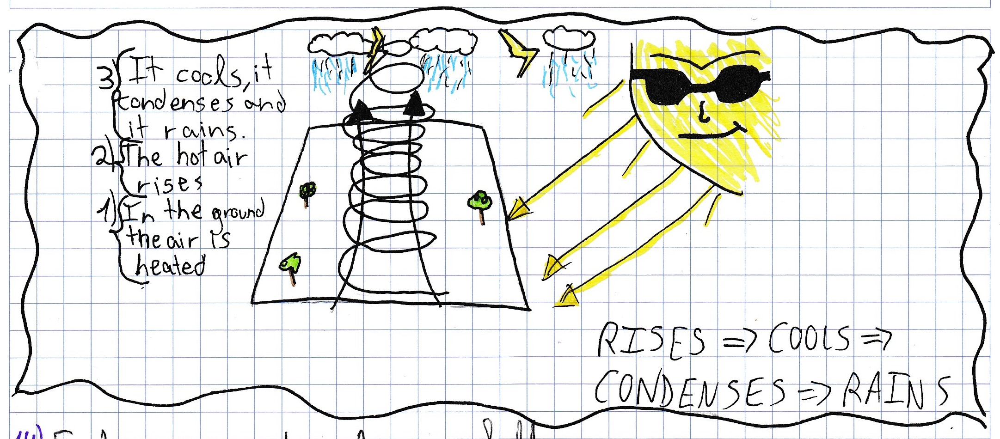 3) It cools, it
condenses and
it rains.
2) The hot air
rises
1) In the ground
the air is
heated
RISES => COOLS =>
CONDENSES => RAINS